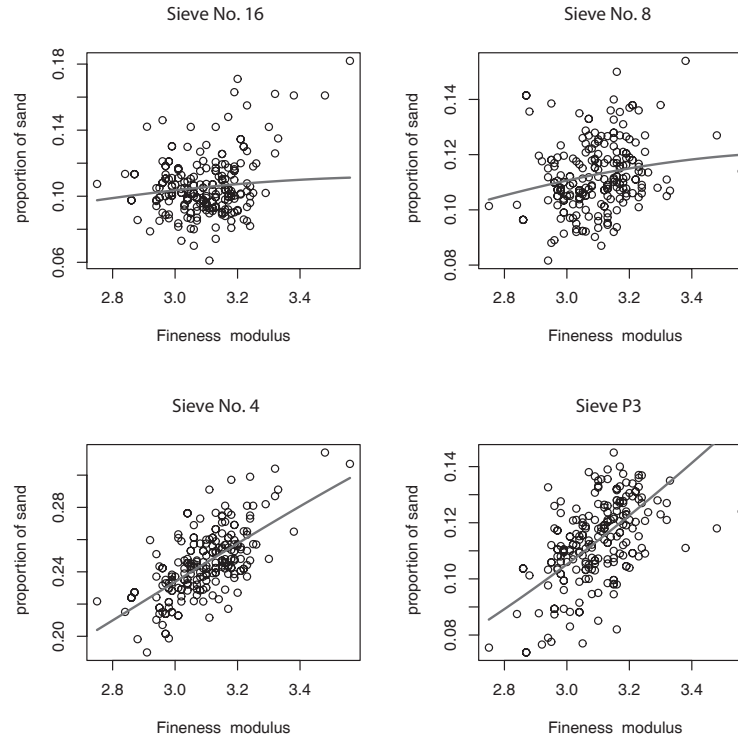 Sieve No. 16
proportion of sand
0.06 0.10 0.14 0.18
2.8 3.0 3.2 3.4
Fineness modulus
Sieve No. 8
proportion of sand
0.08 0.10 0.12 0.14
2.8 3.0 3.2 3.4
Fineness modulus
Sieve No. 4
proportion of sand
0.20 0.24 0.28
2.8 3.0 3.2 3.4
Fineness modulus
Sieve P3
proportion of sand
0.08 0.10 0.12 0.14
2.8 3.0 3.2 3.4
Fineness modulus